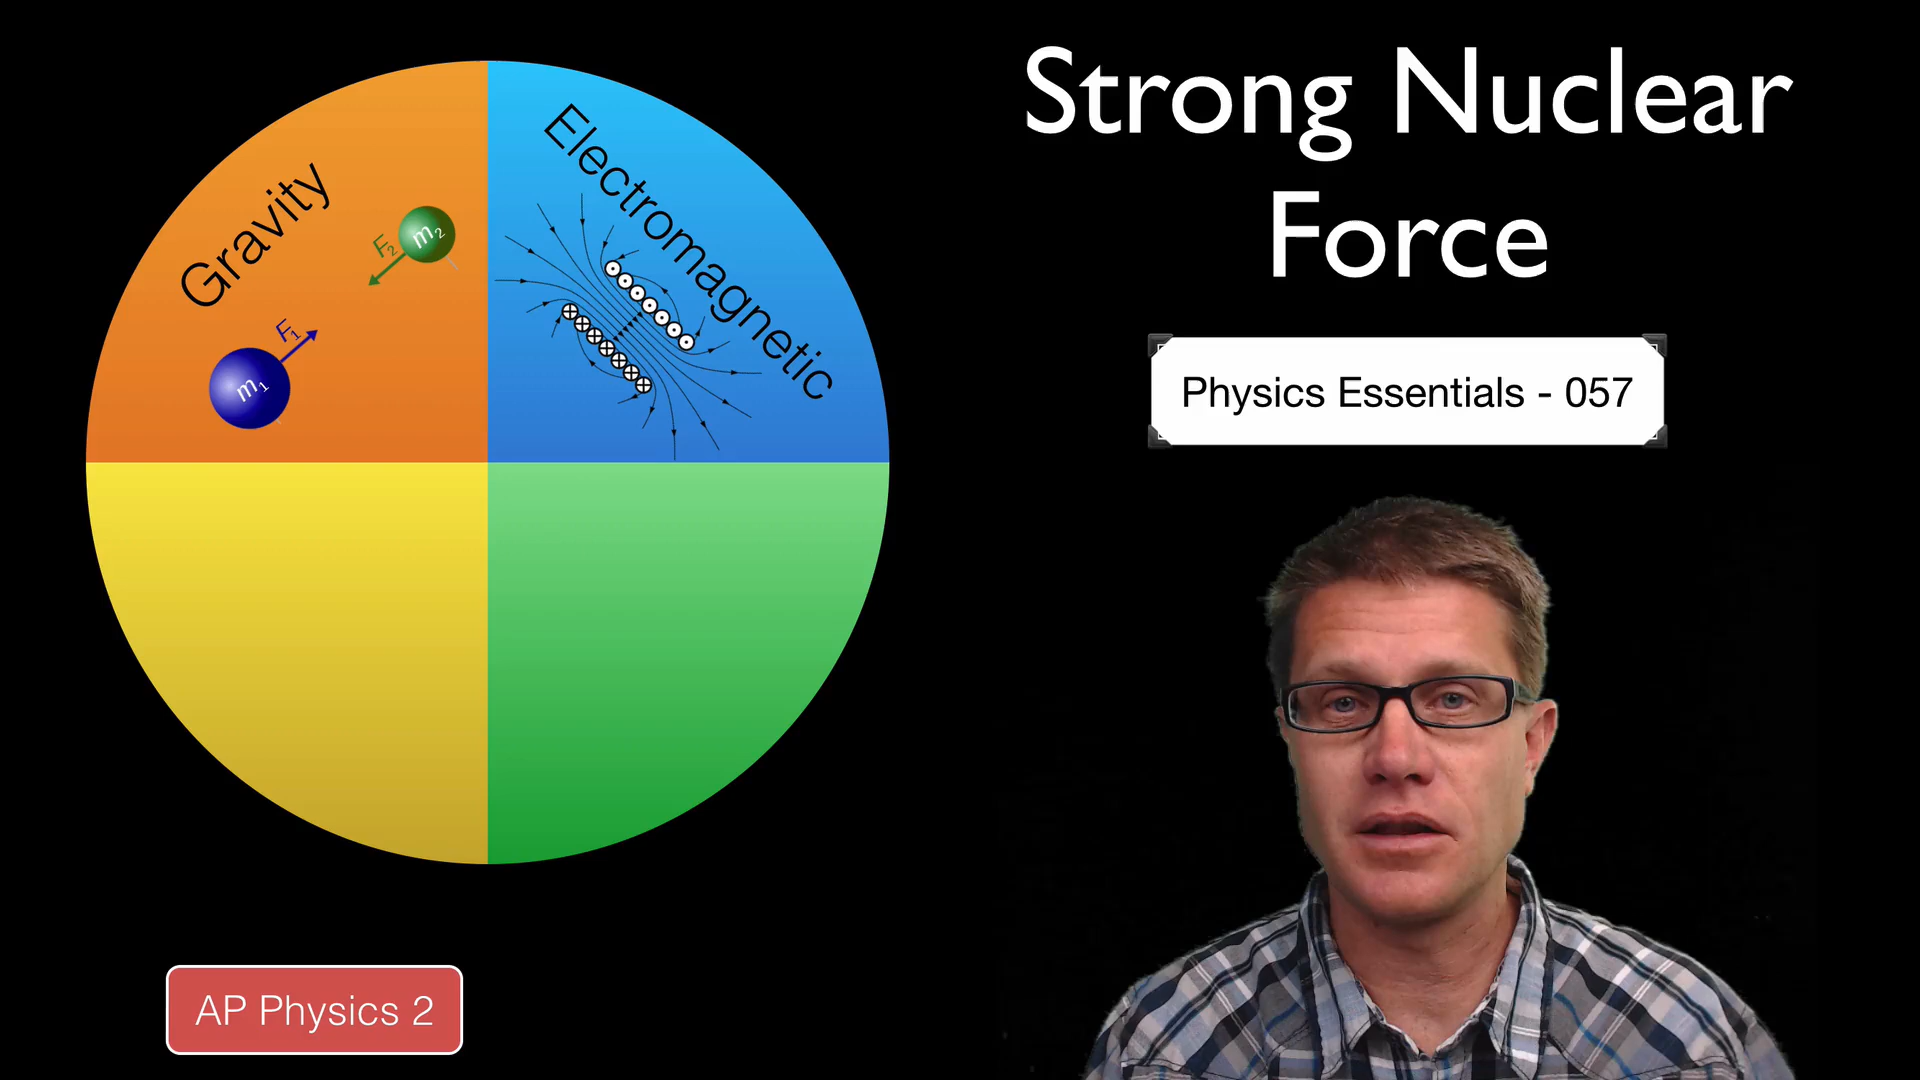 Strong Nuclear
Force
Physics Essentials - 057
Gravity
F₂
m₂
F₁
m₁
Electromagnetic
AP Physics 2